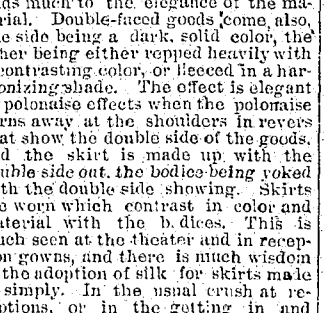 ds much to the elegance of the ma-
rial. Double-faced goods come, also,
e side being a dark, solid color, the
her being either repped heavily with
contrasting color, or fleeced in a har-
onizing shade. The effect is elegant
polonaise effects when the polonaise
rns away at the shoulders in revers
at show the double side of the goods,
d the skirt is made up with the
uble side out, the bodice being yoked
th the double side showing. Skirts
e worn which contrast in color and
aterial with the b.dices. This is
uch seen at the theater and in recep-
on gowns, and there is much wisdom
the adoption of silk for skirts made
simply. In the usual crush at re-
ptions, or in the getting in and